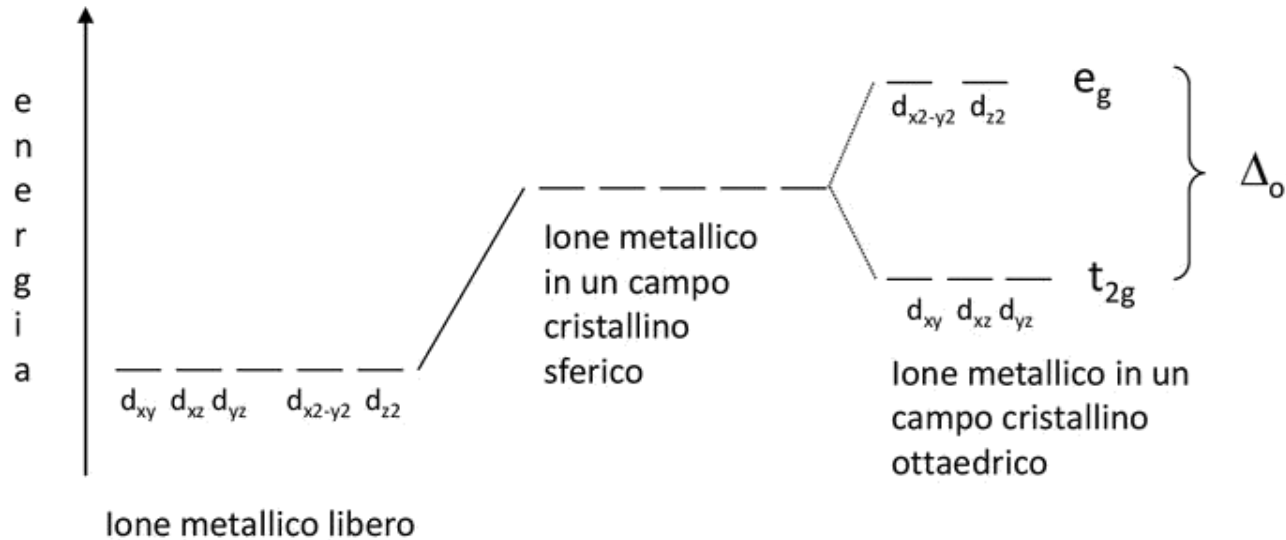 energia
d_x2-y2 d_z2
e_g
Δ_o
Ione metallico
in un campo
cristallino
sferico
t_2g
d_xy d_xz d_yz
d_xy d_xz d_yz d_x2-y2 d_z2
Ione metallico in un
campo cristallino
ottaedrico
Ione metallico libero